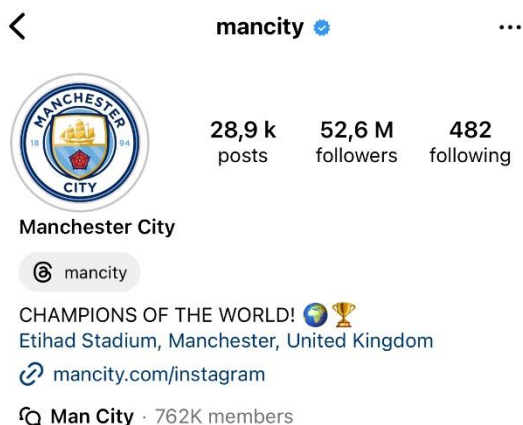 mancity
MANCHESTER
18 94
CITY
28,9 k 52,6 M 482
posts followers following
Manchester City
mancity
CHAMPIONS OF THE WORLD! 🌍🏆
Etihad Stadium, Manchester, United Kingdom
mancity.com/instagram
Man City · 762K members